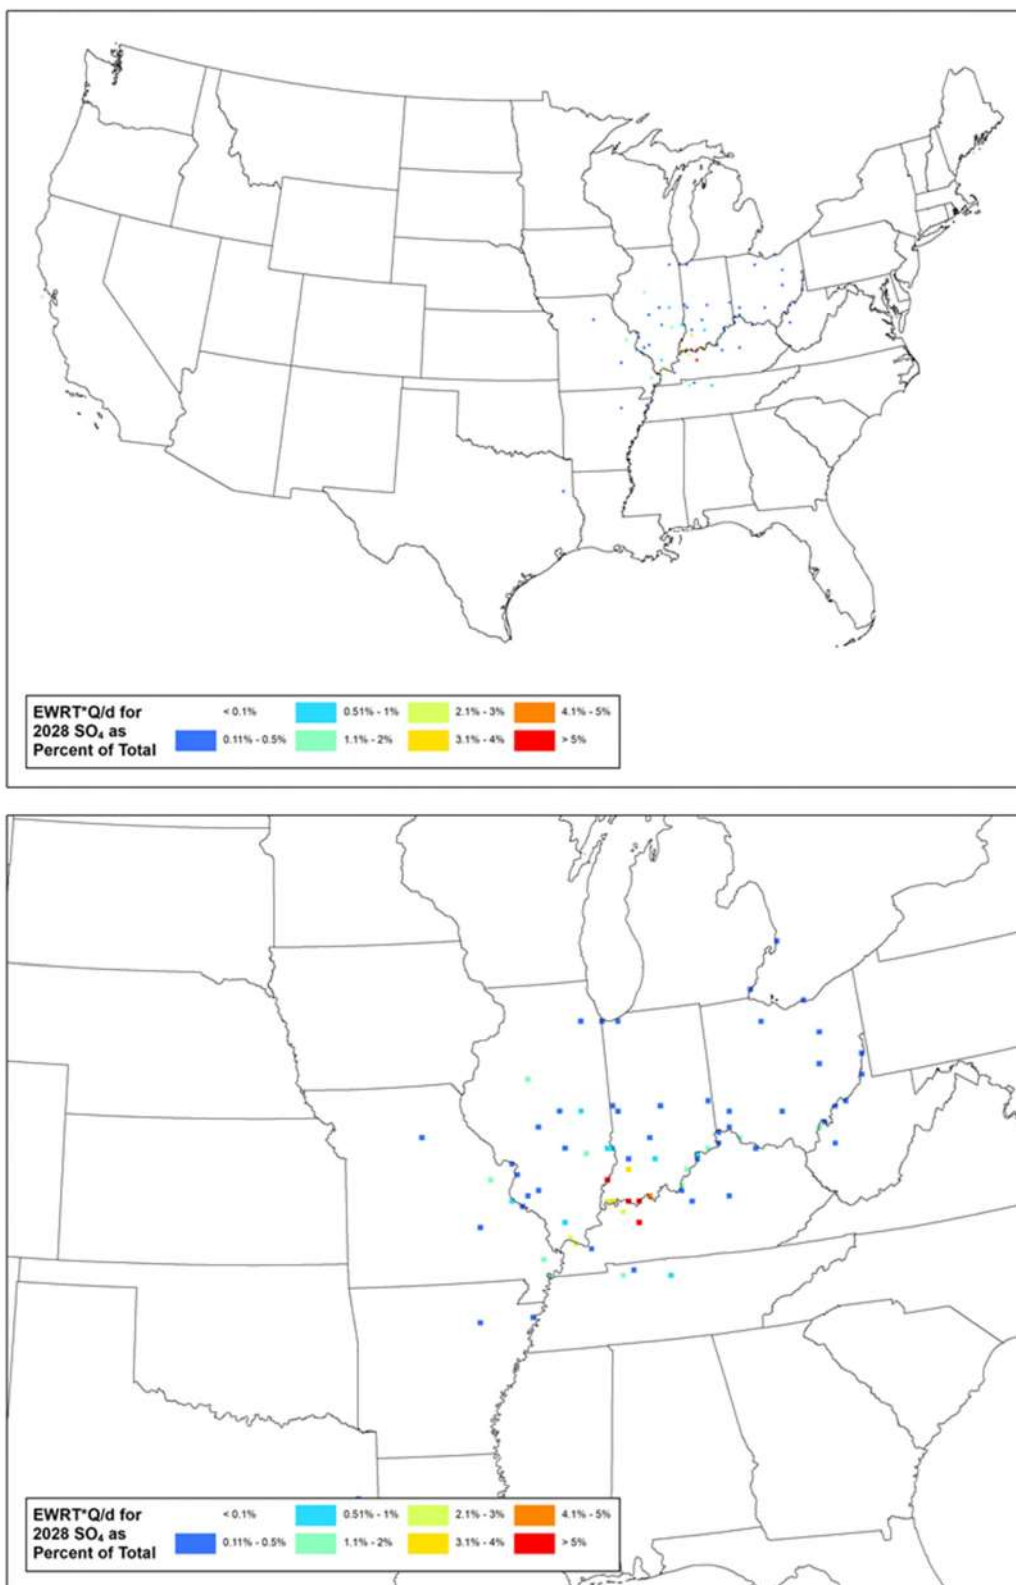 EWRT*Q/d for
2028 SO₄ as
Percent of Total
< 0.1% 0.51% - 1% 2.1% - 3% 4.1% - 5%
0.11% - 0.5% 1.1% - 2% 3.1% - 4% > 5%
EWRT*Q/d for
2028 SO₄ as
Percent of Total
< 0.1% 0.51% - 1% 2.1% - 3% 4.1% - 5%
0.11% - 0.5% 1.1% - 2% 3.1% - 4% > 5%